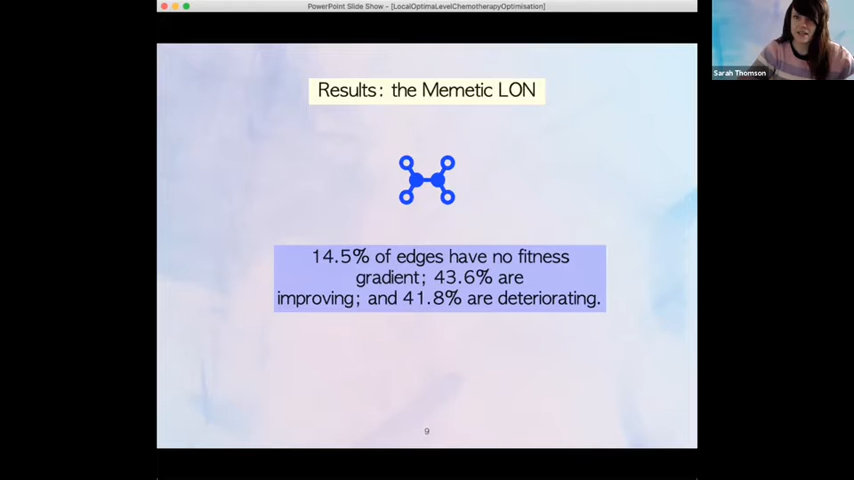 PowerPoint Slide Show - [LocalOptimaLevelChemotherapyOptmisation]
Sarah Thomson
Results: the Memetic LON
14.5% of edges have no fitness
gradient; 43.6% are
improving; and 41.8% are deteriorating.
9